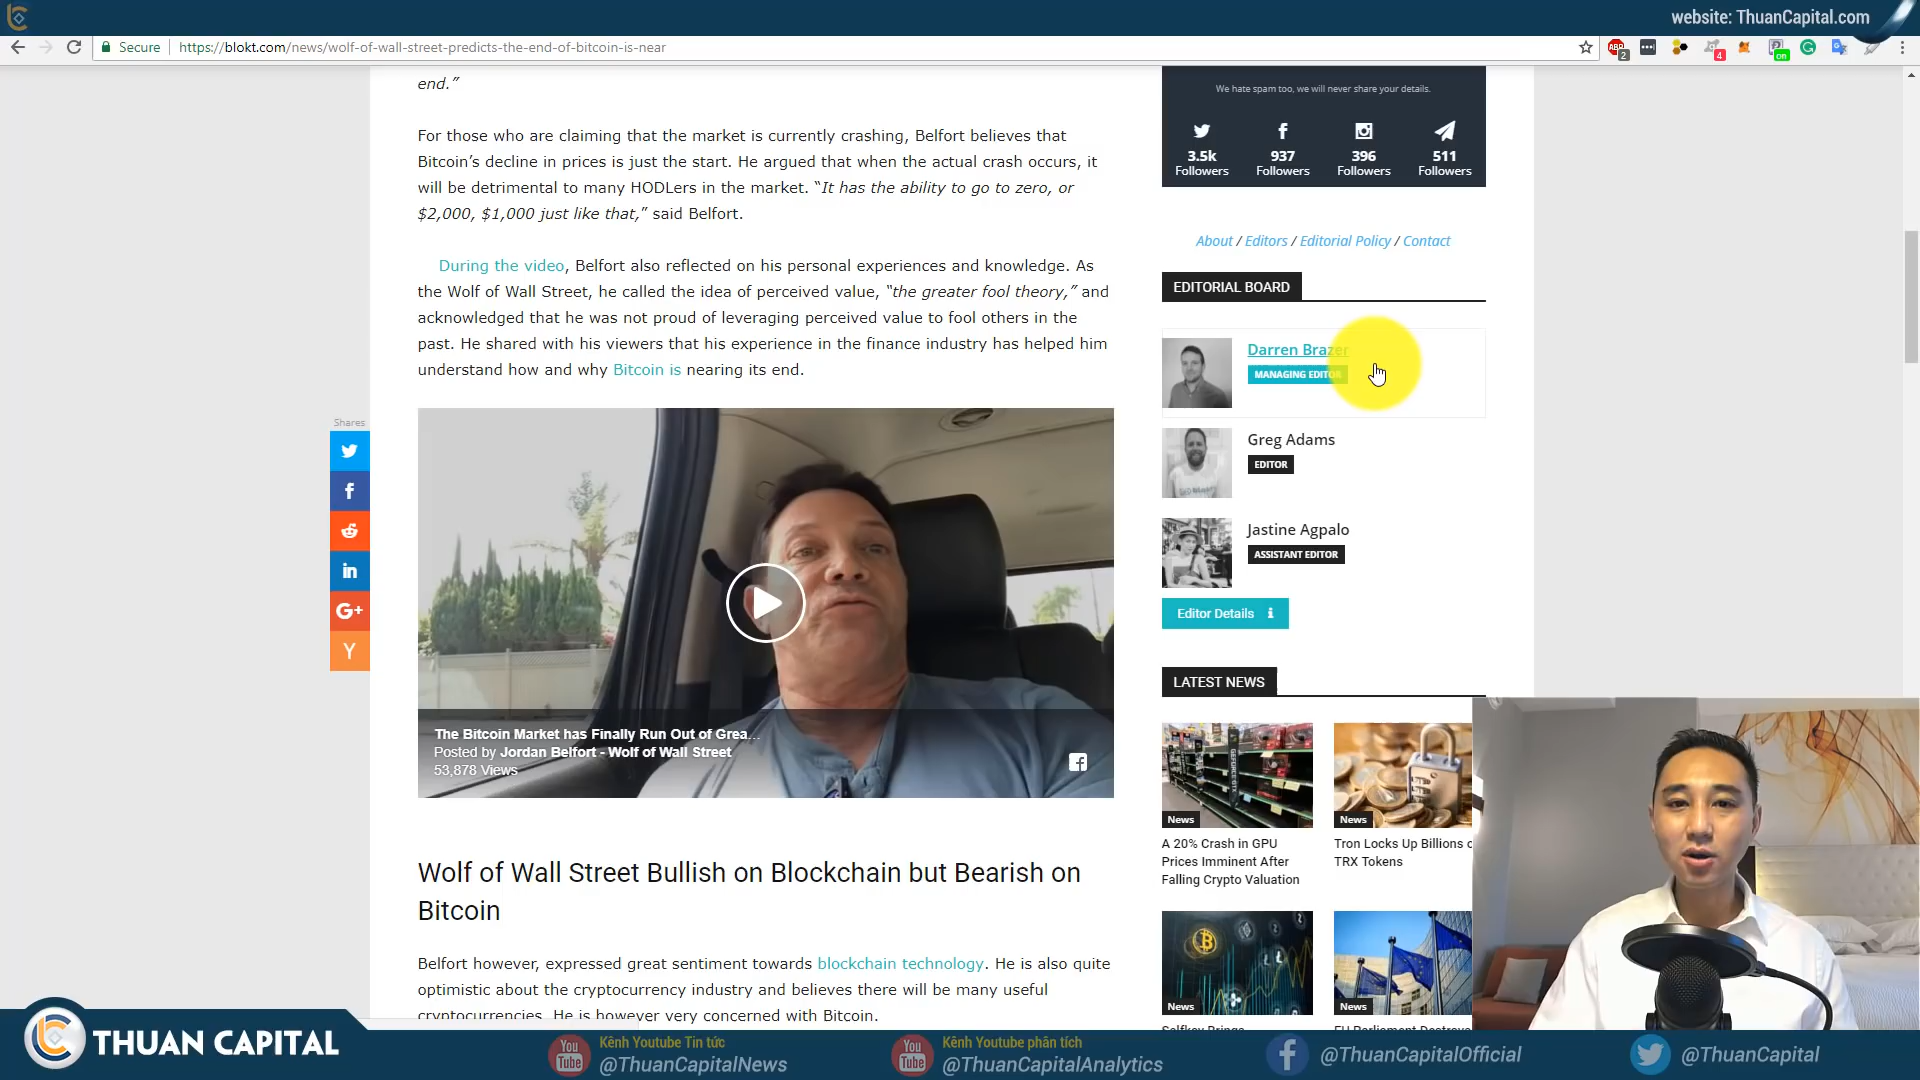 website: ThuanCapital.com
Secure
https://blokt.com/news/wolf-of-wall-street-predicts-the-end-of-bitcoin-is-near
ABP
2
4
on
end.”
For those who are claiming that the market is currently crashing, Belfort believes that
Bitcoin’s decline in prices is just the start. He argued that when the actual crash occurs, it
will be detrimental to many HODLers in the market. “It has the ability to go to zero, or
$2,000, $1,000 just like that,” said Belfort.
During the video, Belfort also reflected on his personal experiences and knowledge. As
the Wolf of Wall Street, he called the idea of perceived value, “the greater fool theory,” and
acknowledged that he was not proud of leveraging perceived value to fool others in the
past. He shared with his viewers that his experience in the finance industry has helped him
understand how and why Bitcoin is nearing its end.
Shares
G+
Y
The Bitcoin Market has Finally Run Out of Grea...
Posted by Jordan Belfort - Wolf of Wall Street
53,878 Views
Wolf of Wall Street Bullish on Blockchain but Bearish on
Bitcoin
Belfort however, expressed great sentiment towards blockchain technology. He is also quite
optimistic about the cryptocurrency industry and believes there will be many useful
cryptocurrencies. He is however very concerned with Bitcoin.
We hate spam too, we will never share your details.
3.5k
Followers
937
Followers
396
Followers
511
Followers
About / Editors / Editorial Policy / Contact
EDITORIAL BOARD
Darren Brazer
MANAGING EDITOR
Greg Adams
EDITOR
Jastine Agpalo
ASSISTANT EDITOR
Editor Details
LATEST NEWS
News
A 20% Crash in GPU
Prices Imminent After
Falling Crypto Valuation
News
Tron Locks Up Billions
TRX Tokens
News
News
EU Parliament Destroys
THUAN CAPITAL
You Tube
Kênh Youtube Tin tức
@ThuanCapitalNews
You Tube
Kênh Youtube phân tích
@ThuanCapitalAnalytics
@ThuanCapitalOfficial
@ThuanCapital